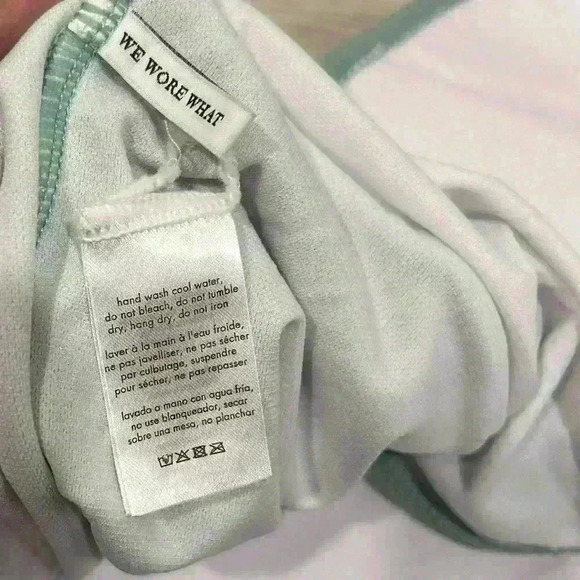 WE WORE WHAT
hand wash cool water,
do not bleach, do not tumble
dry, hang dry, do not iron
laver à la main à l'eau froide,
ne pas javelliser, ne pas sécher
par culbutage, suspendre
pour sécher, ne pas repasser
lavado a mano con agua fría,
no use blanqueador, secar
sobre una mesa, no planchar